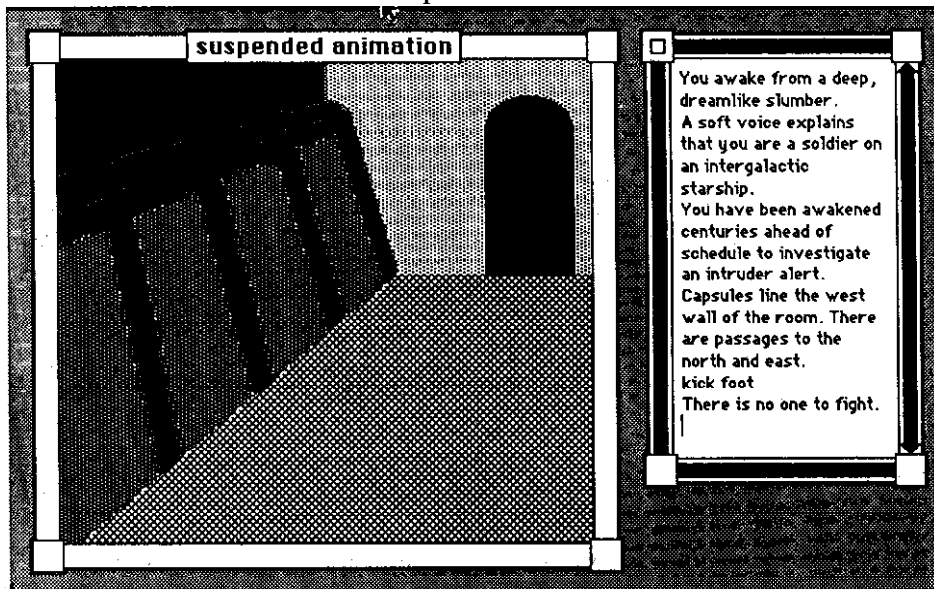 suspended animation
You awake from a deep,
dreamlike slumber.
A soft voice explains
that you are a soldier on
an intergalactic
starship.
You have been awakened
centuries ahead of
schedule to investigate
an intruder alert.
Capsules line the west
wall of the room. There
are passages to the
north and east.
kick foot
There is no one to fight.